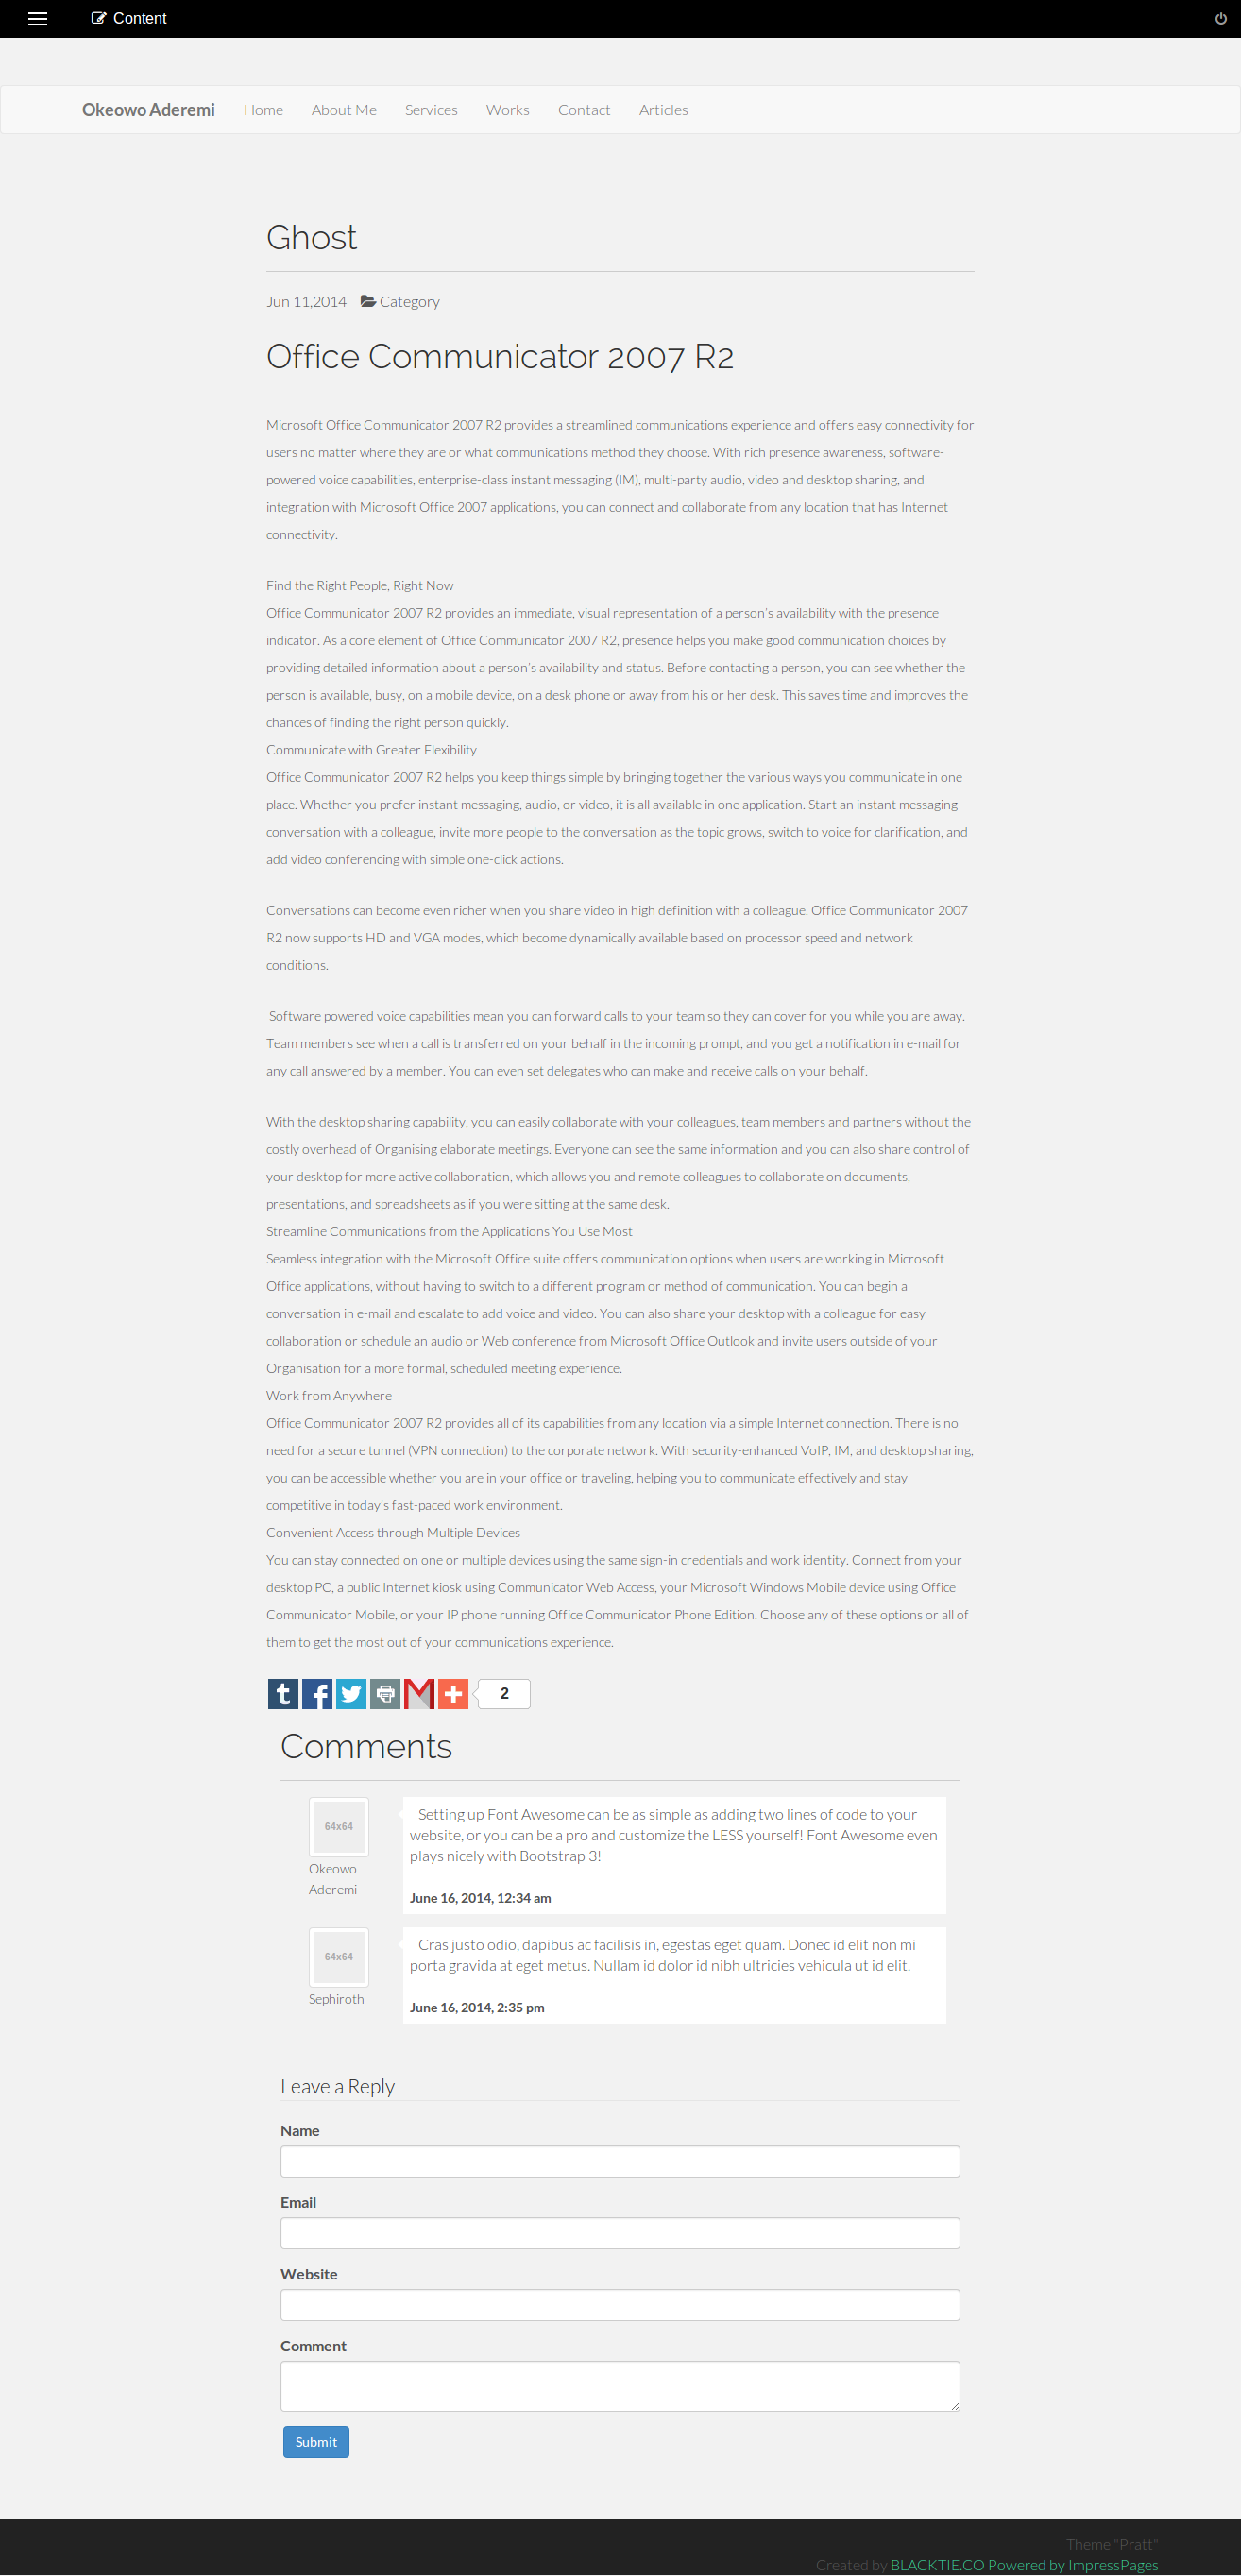 Content
Okeowo Aderemi Home About Me Services Works Contact Articles
Ghost
Jun 11,2014 Category
Office Communicator 2007 R2
Microsoft Office Communicator 2007 R2 provides a streamlined communications experience and offers easy connectivity for
users no matter where they are or what communications method they choose. With rich presence awareness, software-
powered voice capabilities, enterprise-class instant messaging (IM), multi-party audio, video and desktop sharing, and
integration with Microsoft Office 2007 applications, you can connect and collaborate from any location that has Internet
connectivity.
Find the Right People, Right Now
Office Communicator 2007 R2 provides an immediate, visual representation of a person's availability with the presence
indicator. As a core element of Office Communicator 2007 R2, presence helps you make good communication choices by
providing detailed information about a person's availability and status. Before contacting a person, you can see whether the
person is available, busy, on a mobile device, on a desk phone or away from his or her desk. This saves time and improves the
chances of finding the right person quickly.
Communicate with Greater Flexibility
Office Communicator 2007 R2 helps you keep things simple by bringing together the various ways you communicate in one
place. Whether you prefer instant messaging, audio, or video, it is all available in one application. Start an instant messaging
conversation with a colleague, invite more people to the conversation as the topic grows, switch to voice for clarification, and
add video conferencing with simple one-click actions.
Conversations can become even richer when you share video in high definition with a colleague. Office Communicator 2007
R2 now supports HD and VGA modes, which become dynamically available based on processor speed and network
conditions.
Software powered voice capabilities mean you can forward calls to your team so they can cover for you while you are away.
Team members see when a call is transferred on your behalf in the incoming prompt, and you get a notification in e-mail for
any call answered by a member. You can even set delegates who can make and receive calls on your behalf.
With the desktop sharing capability, you can easily collaborate with your colleagues, team members and partners without the
costly overhead of Organising elaborate meetings. Everyone can see the same information and you can also share control of
your desktop for more active collaboration, which allows you and remote colleagues to collaborate on documents,
presentations, and spreadsheets as if you were sitting at the same desk.
Streamline Communications from the Applications You Use Most
Seamless integration with the Microsoft Office suite offers communication options when users are working in Microsoft
Office applications, without having to switch to a different program or method of communication. You can begin a
conversation in e-mail and escalate to add voice and video. You can also share your desktop with a colleague for easy
collaboration or schedule an audio or Web conference from Microsoft Office Outlook and invite users outside of your
Organisation for a more formal, scheduled meeting experience.
Work from Anywhere
Office Communicator 2007 R2 provides all of its capabilities from any location via a simple Internet connection. There is no
need for a secure tunnel (VPN connection) to the corporate network. With security-enhanced VoIP, IM, and desktop sharing,
you can be accessible whether you are in your office or traveling, helping you to communicate effectively and stay
competitive in today's fast-paced work environment.
Convenient Access through Multiple Devices
You can stay connected on one or multiple devices using the same sign-in credentials and work identity. Connect from your
desktop PC, a public Internet kiosk using Communicator Web Access, your Microsoft Windows Mobile device using Office
Communicator Mobile, or your IP phone running Office Communicator Phone Edition. Choose any of these options or all of
them to get the most out of your communications experience.
2
Comments
64x64
Okeowo
Aderemi
Setting up Font Awesome can be as simple as adding two lines of code to your
website, or you can be a pro and customize the LESS yourself! Font Awesome even
plays nicely with Bootstrap 3!
June 16, 2014, 12:34 am
64x64
Sephiroth
Cras justo odio, dapibus ac facilisis in, egestas eget quam. Donec id elit non mi
porta gravida at eget metus. Nullam id dolor id nibh ultricies vehicula ut id elit.
June 16, 2014, 2:35 pm
Leave a Reply
Name
Email
Website
Comment
Submit
Theme "Pratt"
Created by BLACKTIE.CO Powered by ImpressPages